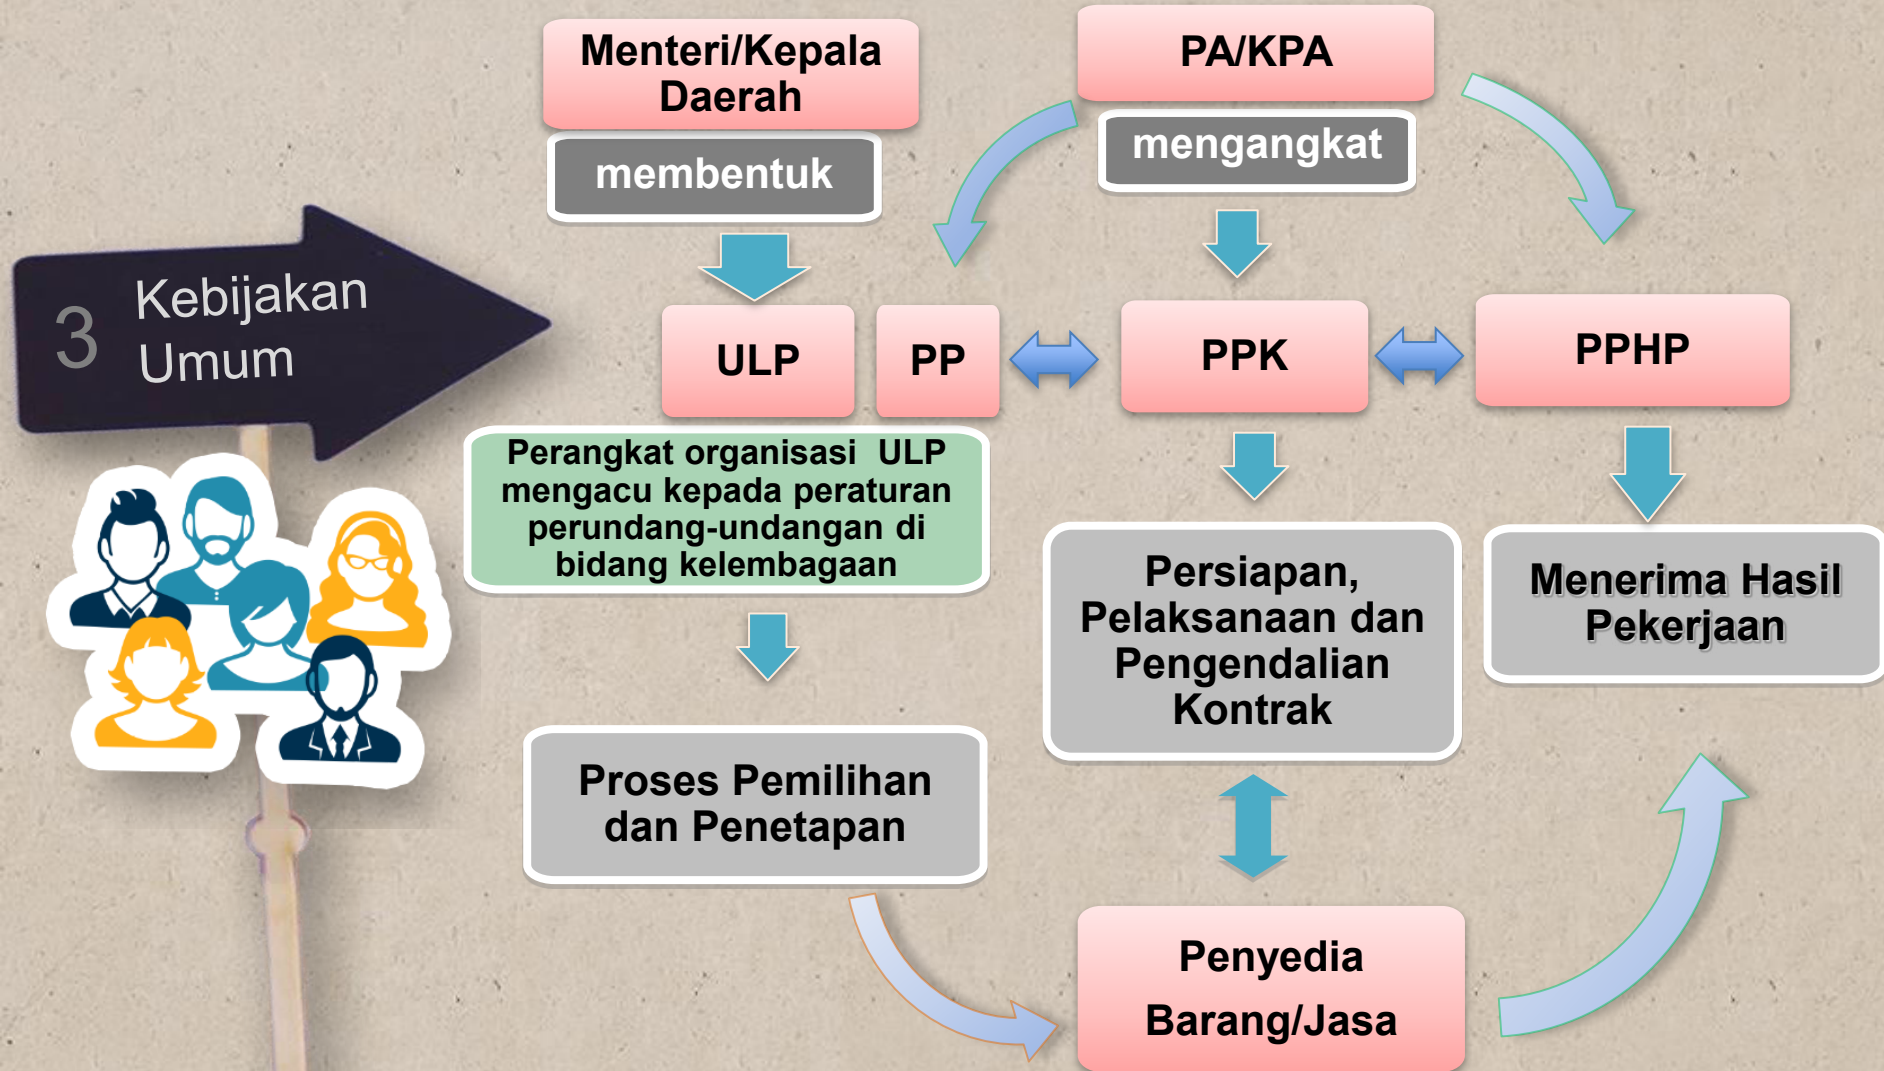 Menteri/Kepala
Daerah
membentuk
PA/KPA
mengangkat
3
Kebijakan
Umum
ULP
PP
PPK
PPHP
Perangkat organisasi ULP
mengacu kepada peraturan
perundang-undangan di
bidang kelembagaan
Persiapan,
Pelaksanaan dan
Pengendalian
Kontrak
Menerima Hasil
Pekerjaan
Proses Pemilihan
dan Penetapan
Penyedia
Barang/Jasa